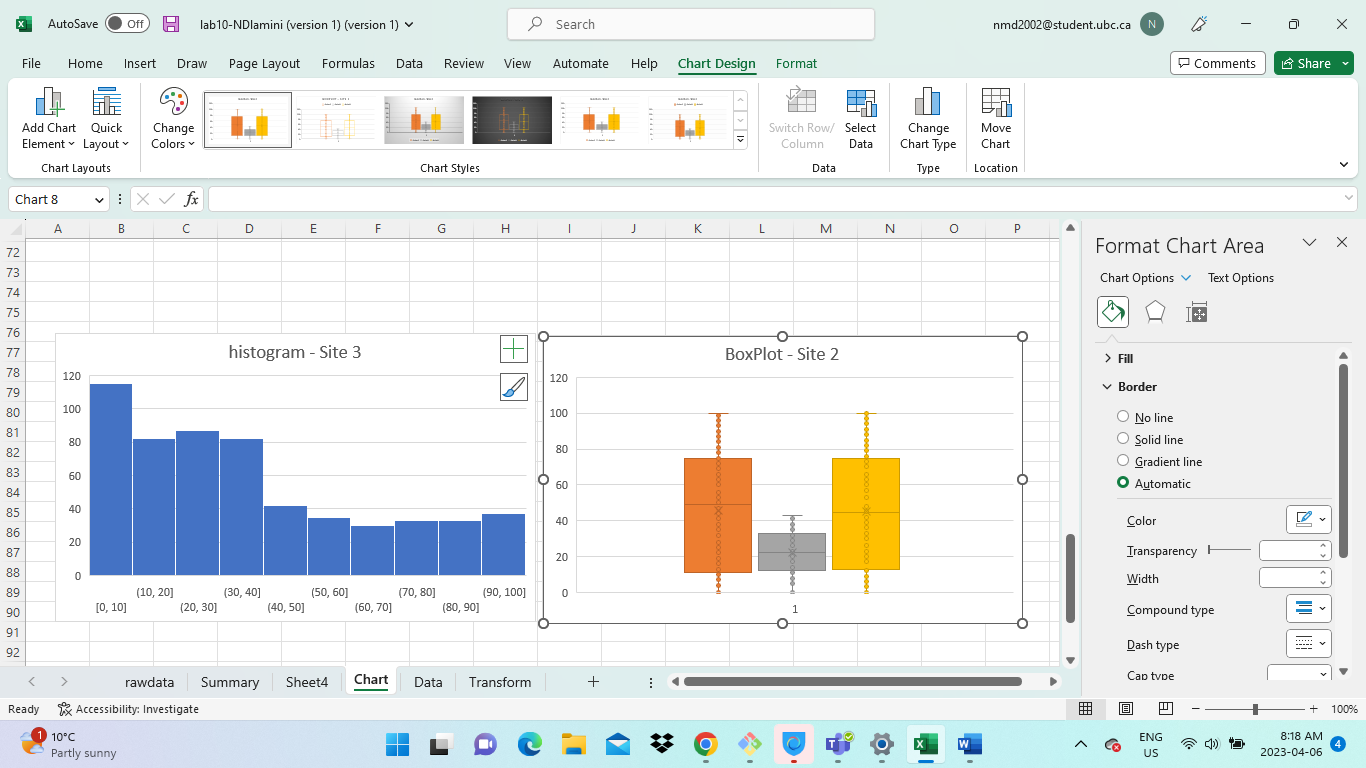 AutoSave Off lab10-NDlamini (version 1) (version 1) Search nmd2002@student.ubc.ca N
File Home Insert Draw Page Layout Formulas Data Review View Automate Help Chart Design Format Comments Share
Add Chart Element
Quick Layout
Change Colors
Switch Row/ Column
Select Data
Change Chart Type
Move Chart
Chart Layouts Chart Styles Data Type Location
Chart 8 fx
A B C D E F G H I J K L M N O P
72
73
74
75
76
77
78
79
80
81
82
83
84
85
86
87
88
89
90
91
92
histogram - Site 3
120
100
80
60
40
20
0
(10, 20] (30, 40] (50, 60] (70, 80] (90, 100]
[0, 10] (20, 30] (40, 50] (60, 70] (80, 90]
BoxPlot - Site 2
120
100
80
60
40
20
0
1
Format Chart Area
Chart Options Text Options
Fill
Border
No line
Solid line
Gradient line
Automatic
Color
Transparency
Width
Compound type
Dash type
Cap type
rawdata Summary Sheet4 Chart Data Transform
Ready Accessibility: Investigate 100%
1 10°C
Partly sunny
ENG
US
8:18 AM
2023-04-06
4